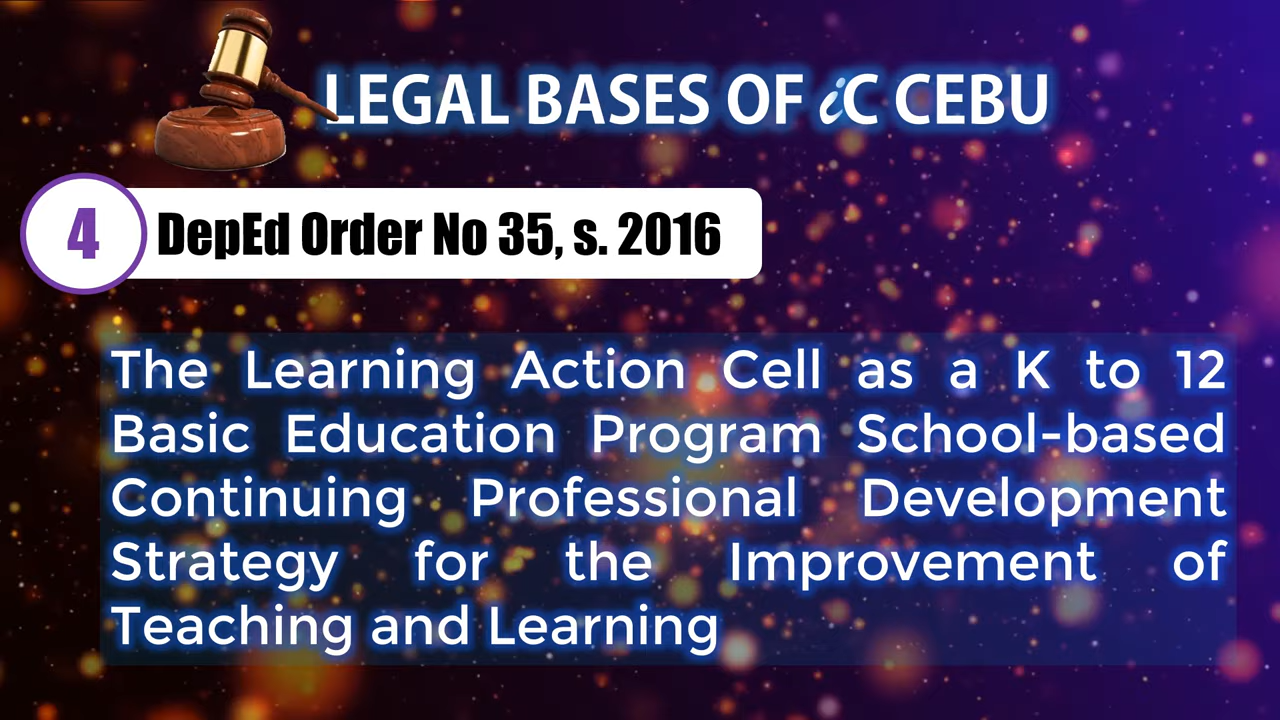 LEGAL BASES OF iC CEBU
4
DepEd Order No 35, s. 2016
The Learning Action Cell as a K to 12
Basic Education Program School-based
Continuing Professional Development
Strategy for the Improvement of
Teaching and Learning